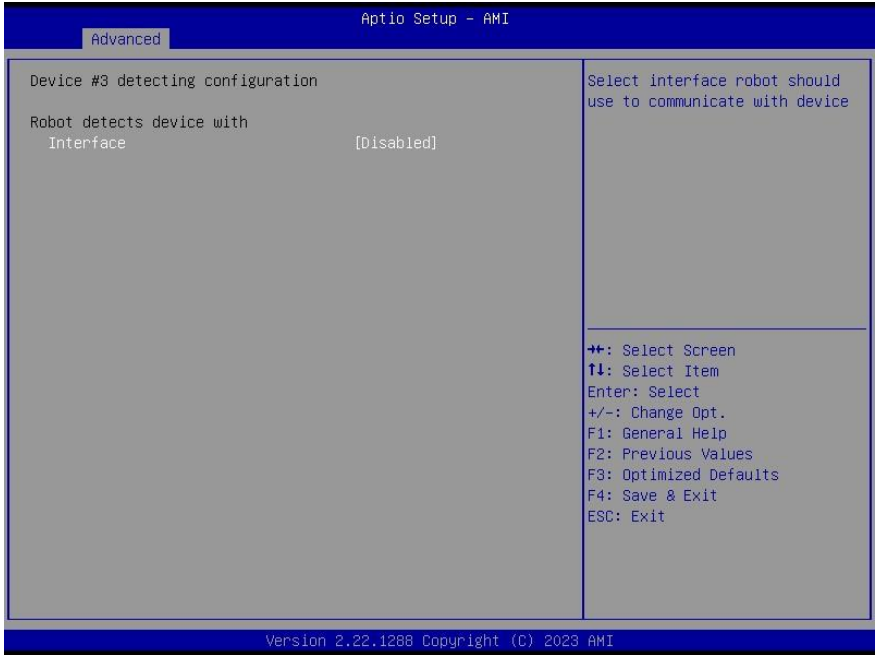 Aptio Setup - AMI
Advanced
Device #3 detecting configuration
Robot detects device with
Interface [Disabled]
Select interface robot should
use to communicate with device
→←: Select Screen
↑↓: Select Item
Enter: Select
+/-: Change Opt.
F1: General Help
F2: Previous Values
F3: Optimized Defaults
F4: Save & Exit
ESC: Exit
Version 2.22.1288 Copyright (C) 2023 AMI